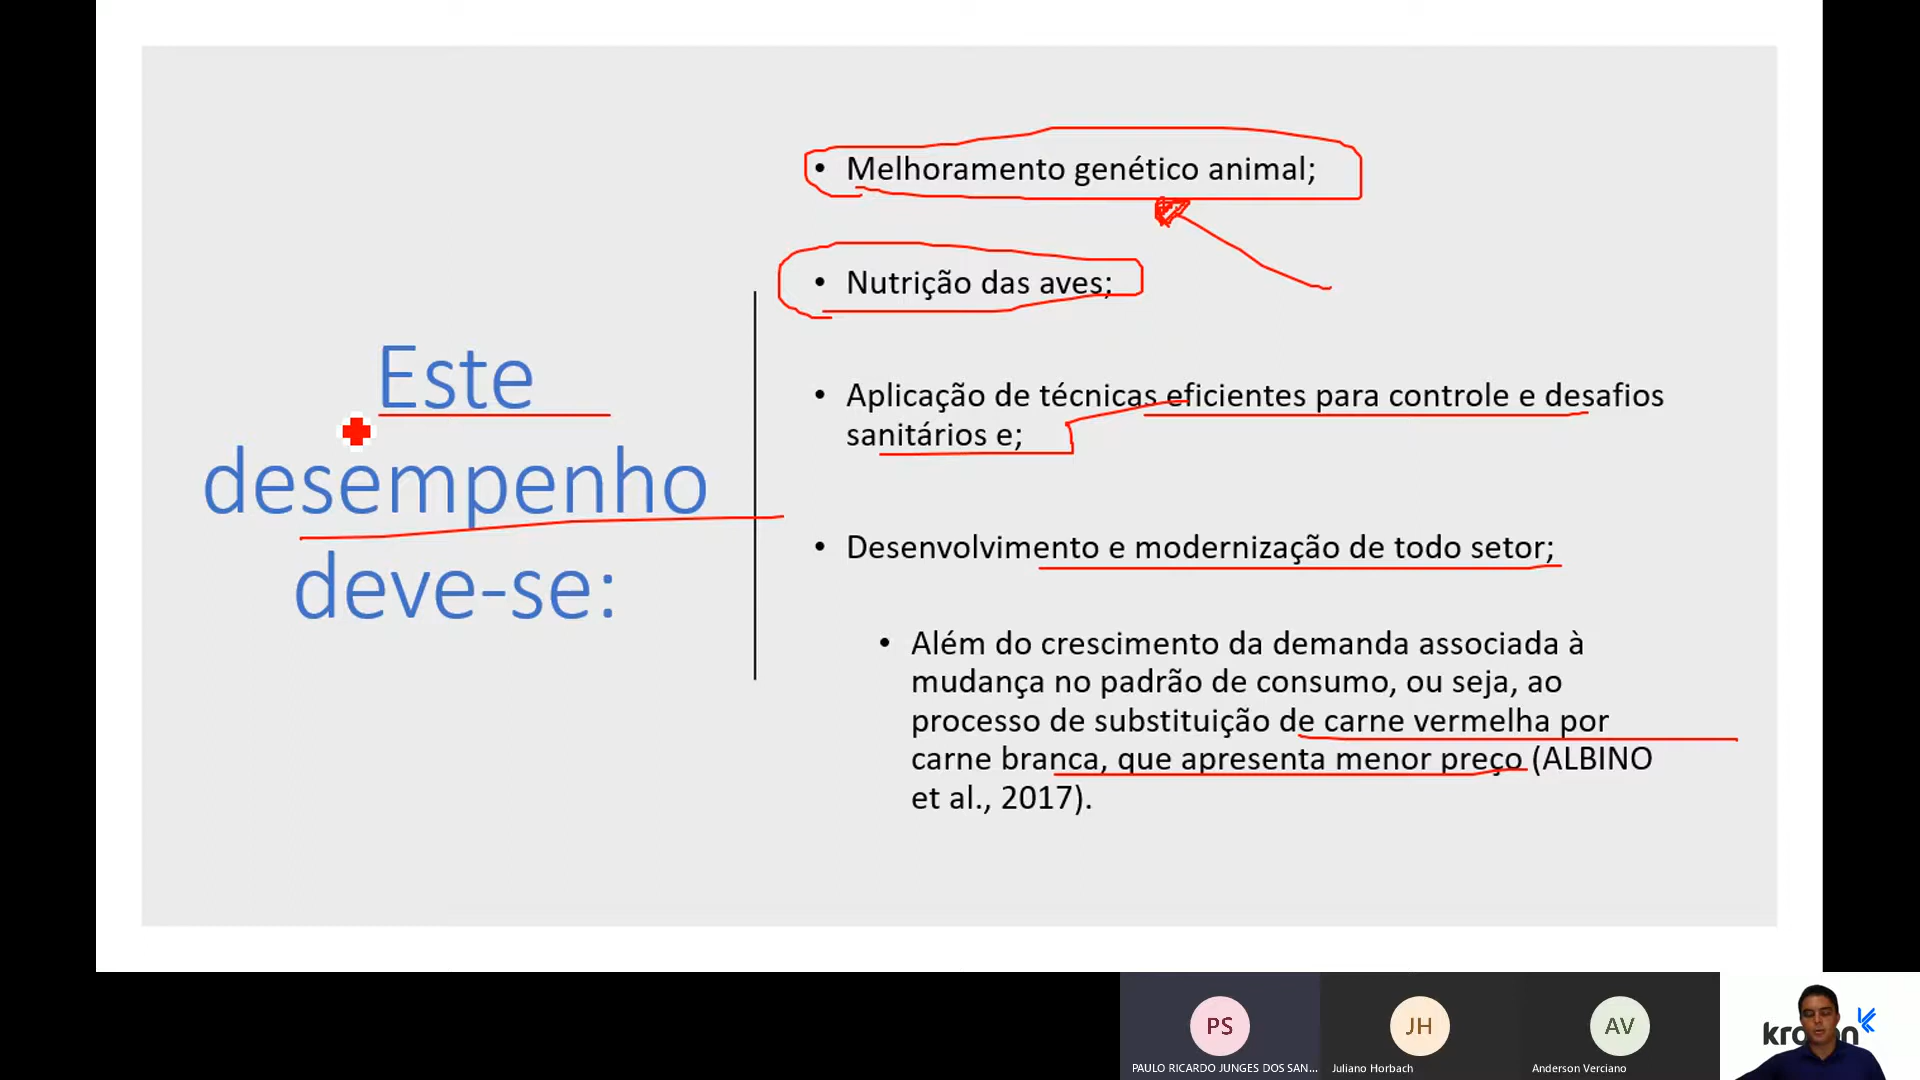 Este
desempenho
deve-se:
• Melhoramento genético animal;
• Nutrição das aves;
• Aplicação de técnicas eficientes para controle e desafios
sanitários e;
• Desenvolvimento e modernização de todo setor;
• Além do crescimento da demanda associada à
mudança no padrão de consumo, ou seja, ao
processo de substituição de carne vermelha por
carne branca, que apresenta menor preço (ALBINO
et al., 2017).
PS
JH
AV
PAULO RICARDO JUNGES DOS SAN...
Juliano Horbach
Anderson Verciano